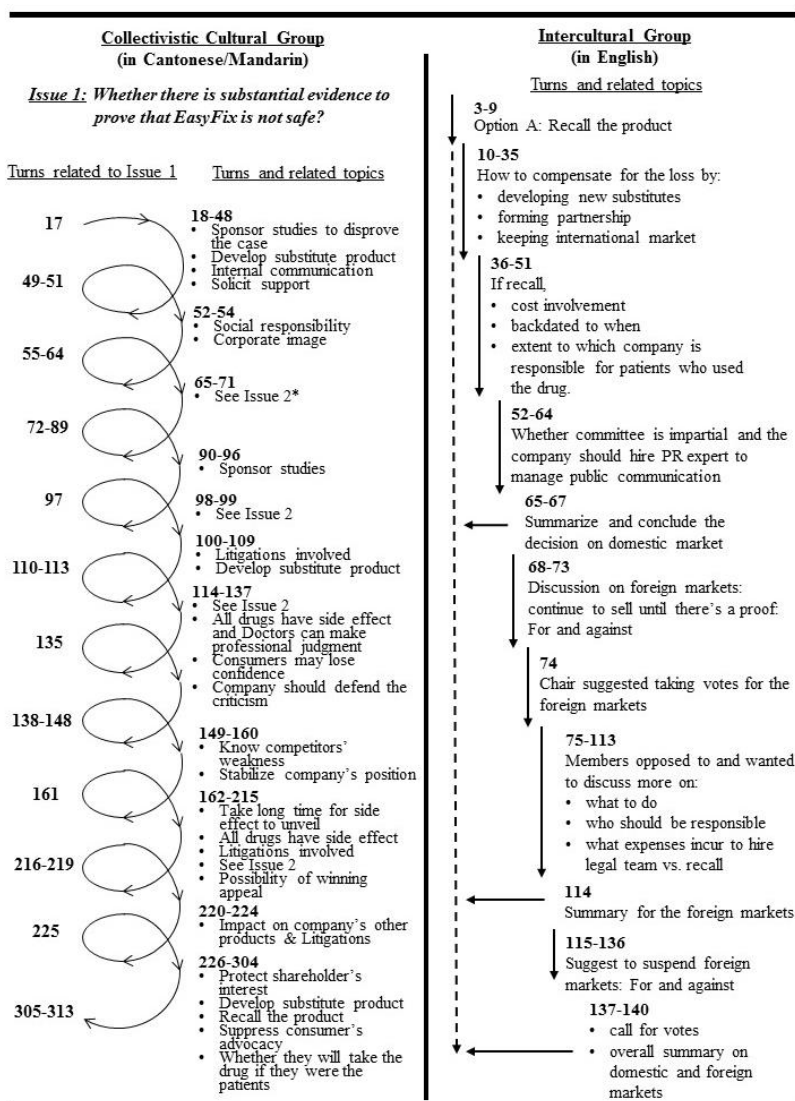 Collectivistic Cultural Group
(in Cantonese/Mandarin)
Issue 1: Whether there is substantial evidence to
prove that EasyFix is not safe?
Turns related to Issue 1
Turns and related topics
17
18-48
• Sponsor studies to disprove
the case
• Develop substitute product
• Internal communication
• Solicit support
49-51
52-54
• Social responsibility
• Corporate image
55-64
65-71
• See Issue 2*
72-89
90-96
• Sponsor studies
97
98-99
• See Issue 2
100-109
• Litigations involved
• Develop substitute product
110-113
114-137
• See Issue 2
• All drugs have side effect
and Doctors can make
professional judgment
• Consumers may lose
confidence
• Company should defend the
criticism
135
138-148
149-160
• Know competitors'
weakness
• Stabilize company's position
161
162-215
• Take long time for side
effect to unveil
• All drugs have side effect
• Litigations involved
• See Issue 2
• Possibility of winning
appeal
216-219
220-224
• Impact on company's other
products & Litigations
225
226-304
• Protect shareholder's
interest
• Develop substitute product
• Recall the product
• Suppress consumer's
advocacy
• Whether they will take the
drug if they were the
patients
305-313
Intercultural Group
(in English)
Turns and related topics
3-9
Option A: Recall the product
10-35
How to compensate for the loss by:
• developing new substitutes
• forming partnership
• keeping international market
36-51
If recall,
• cost involvement
• backdated to when
• extent to which company is
responsible for patients who used
the drug.
52-64
Whether committee is impartial and the
company should hire PR expert to
manage public communication
65-67
Summarize and conclude the
decision on domestic market
68-73
Discussion on foreign markets:
continue to sell until there's a proof:
For and against
74
Chair suggested taking votes for the
foreign markets
75-113
Members opposed to and wanted
to discuss more on:
• what to do
• who should be responsible
• what expenses incur to hire
legal team vs. recall
114
Summary for the foreign markets
115-136
Suggest to suspend foreign
markets: For and against
137-140
• call for votes
• overall summary on
domestic and foreign
markets